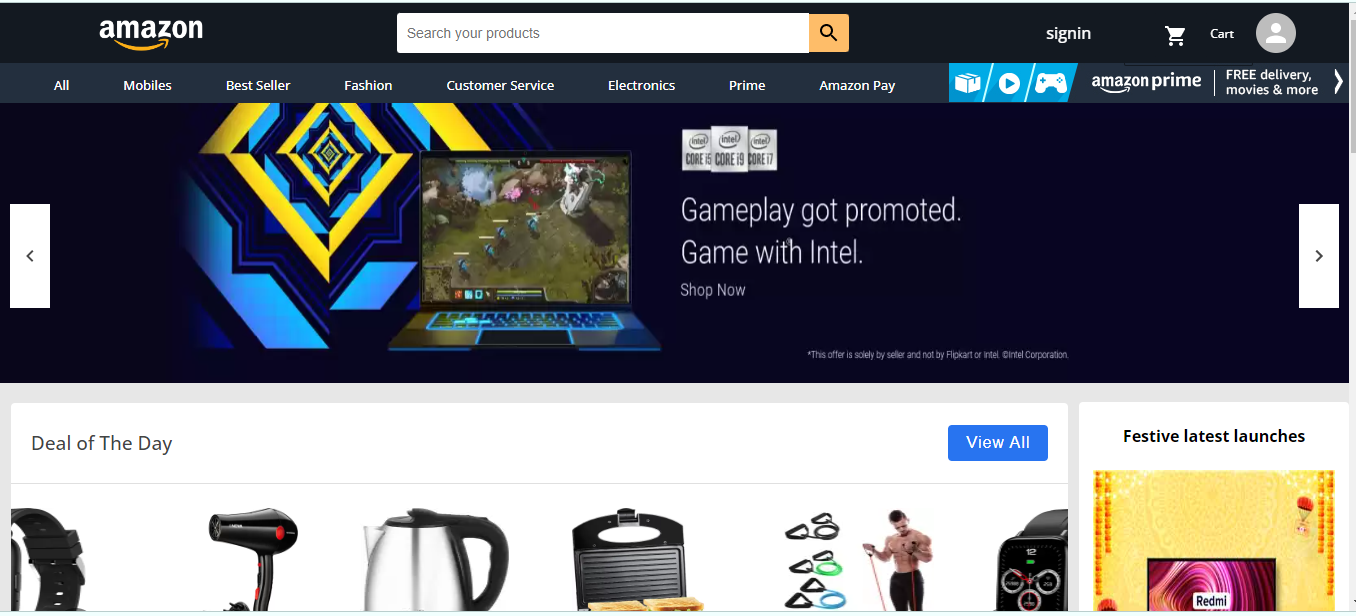 amazon
Search your products
signin
Cart
All
Mobiles
Best Seller
Fashion
Customer Service
Electronics
Prime
Amazon Pay
amazon prime
FREE delivery,
movies & more
intel intel intel
CORE i5 CORE i9 CORE i7
Gameplay got promoted.
Game with Intel.
Shop Now
*This offer is solely by seller and not by Flipkart or Intel. ©Intel Corporation.
Deal of The Day
View All
Festive latest launches
12
Redmi